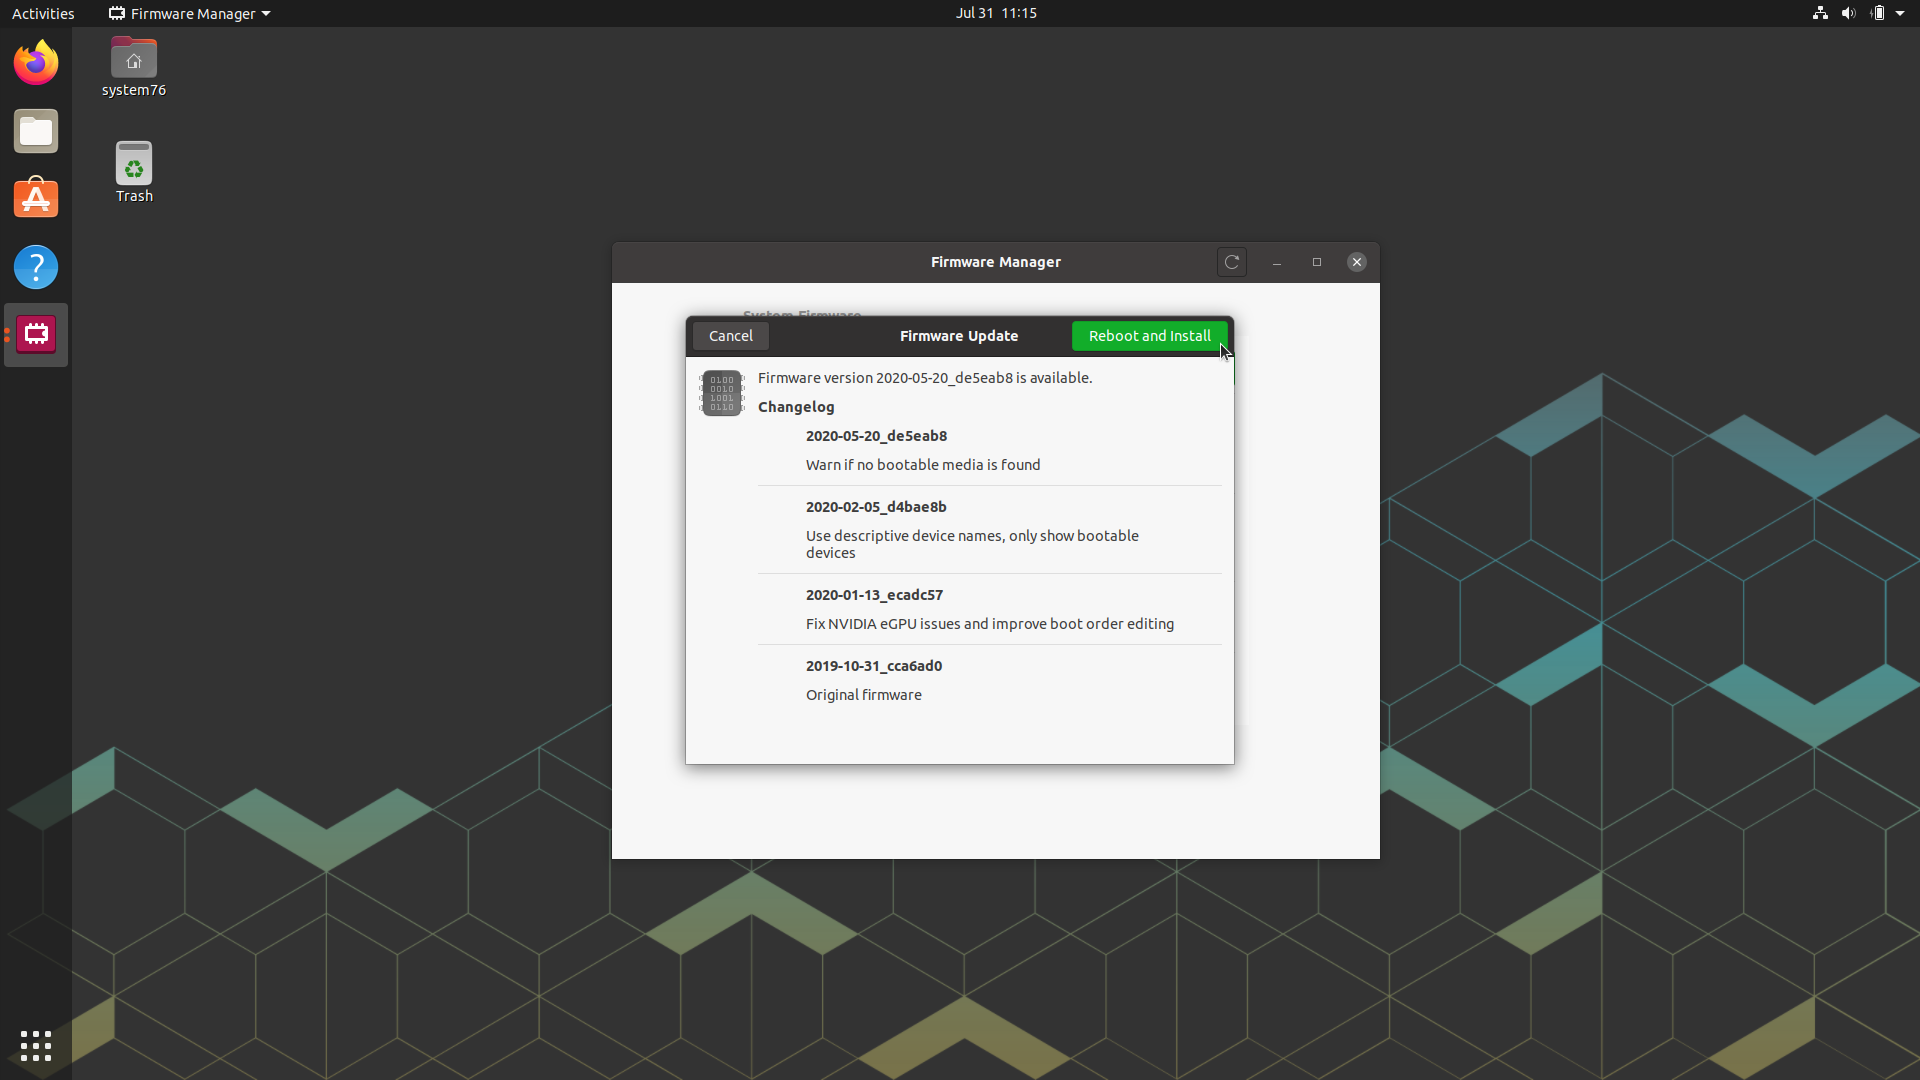 Activities
Firmware Manager
Jul 31 11:15
system76
Trash
Firmware Manager
System Firmware
Cancel
Firmware Update
Reboot and Install
0100
0010
1001
0110
Firmware version 2020-05-20_de5eab8 is available.
Changelog
2020-05-20_de5eab8
Warn if no bootable media is found
2020-02-05_d4bae8b
Use descriptive device names, only show bootable
devices
2020-01-13_ecadc57
Fix NVIDIA eGPU issues and improve boot order editing
2019-10-31_cca6ad0
Original firmware